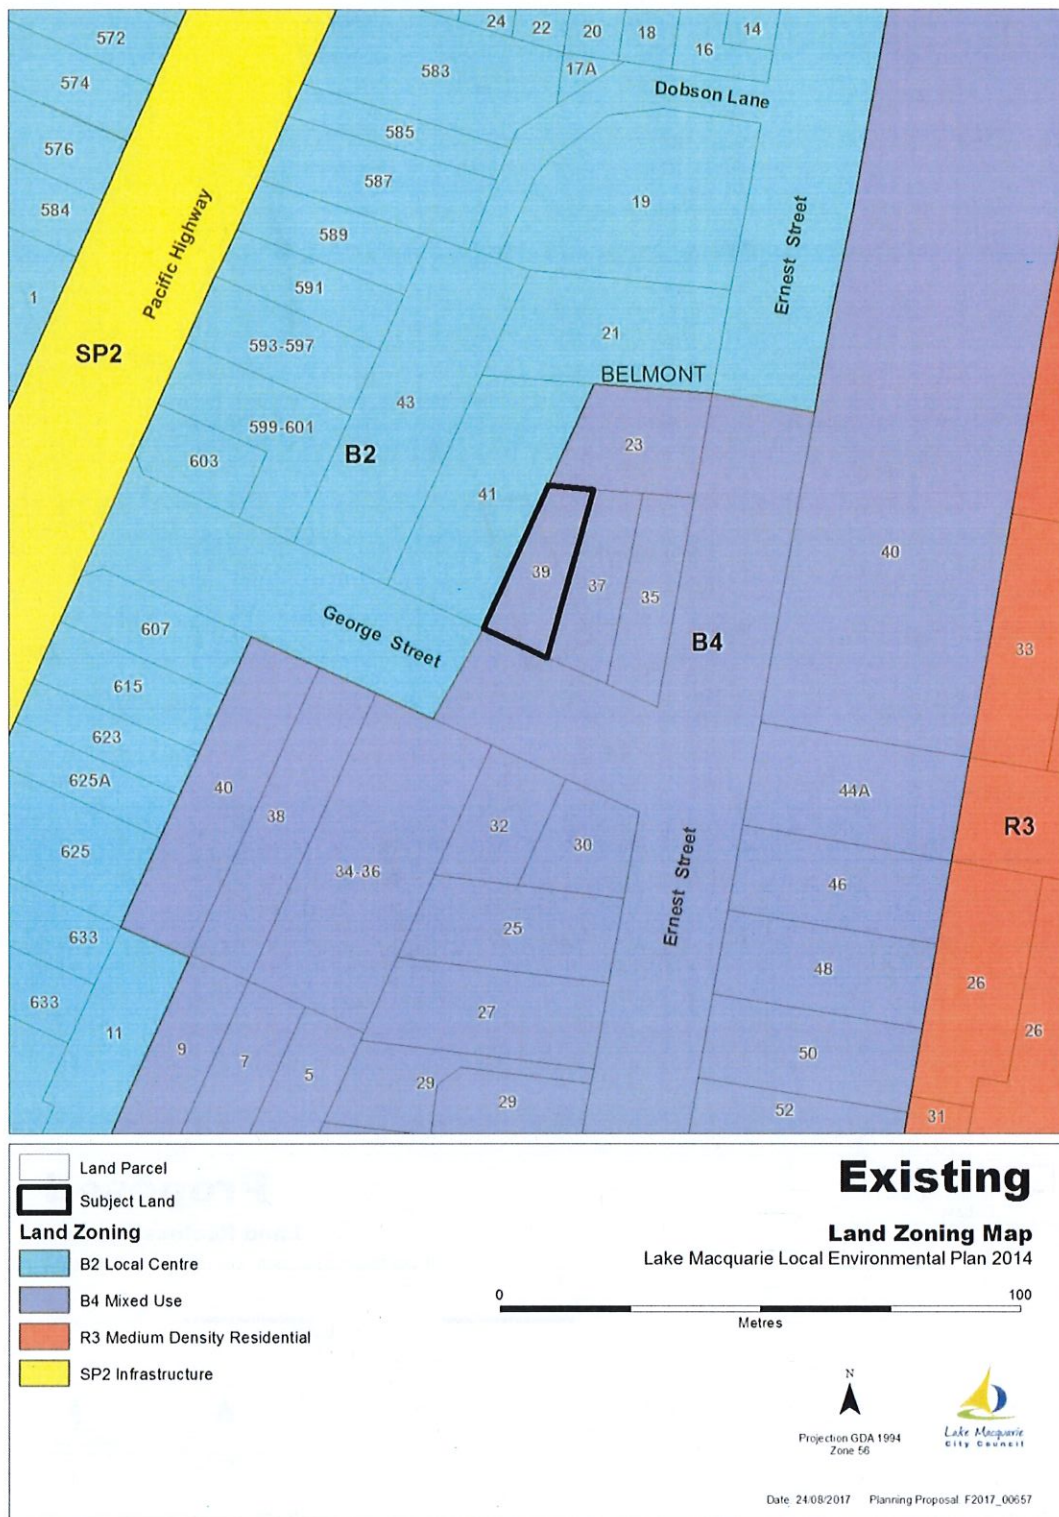 572
24
22
20
18
16
14
574
583
17A
Dobson Lane
576
585
587
584
19
Pacific Highway
589
Ernest Street
1
591
SP2
593-597
21
BELMONT
43
599-601
B2
603
23
41
40
39
37
35
George Street
607
B4
33
615
623
625A
40
38
44A
32
30
R3
625
34-36
46
25
Ernest Street
633
48
26
633
27
11
9
7
5
50
26
29
29
52
31
Land Parcel
Subject Land
Land Zoning
B2 Local Centre
B4 Mixed Use
R3 Medium Density Residential
SP2 Infrastructure
Existing
Land Zoning Map
Lake Macquarie Local Environmental Plan 2014
0 100
Metres
N
Projection GDA 1994
Zone 56
Lake Macquarie
City Council
Date 24/08/2017 Planning Proposal F2017_00657